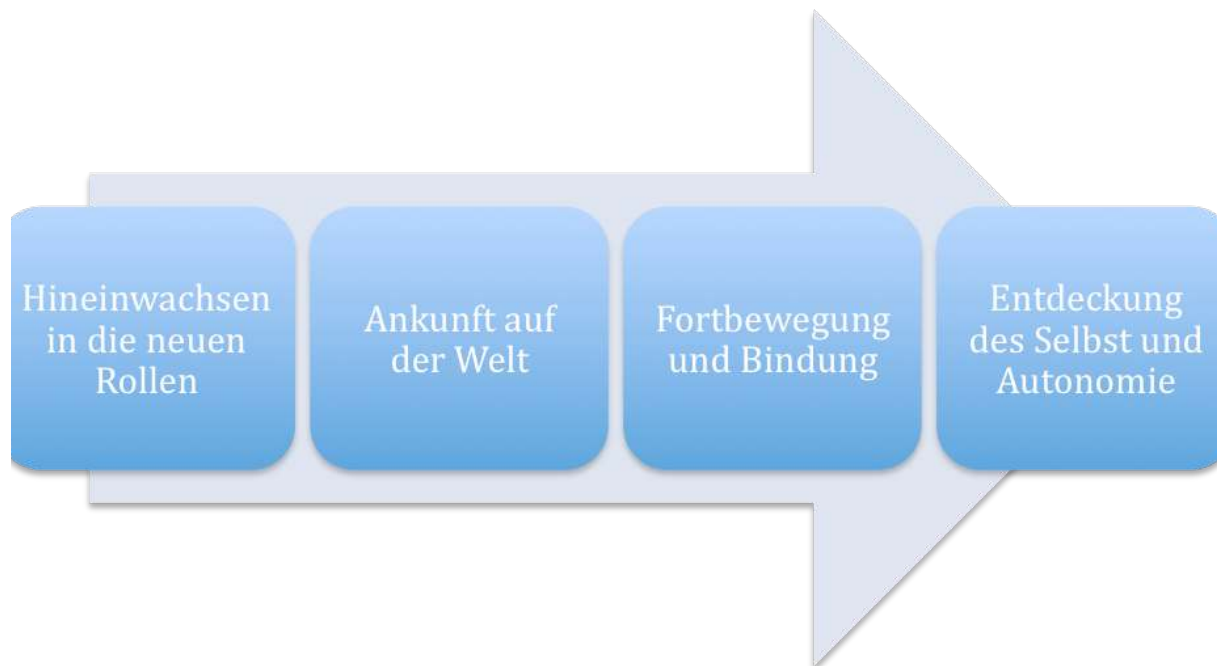 Hineinwachsen
in die neuen
Rollen
Ankunft auf
der Welt
Fortbewegung
und Bindung
Entdeckung
des Selbst und
Autonomie